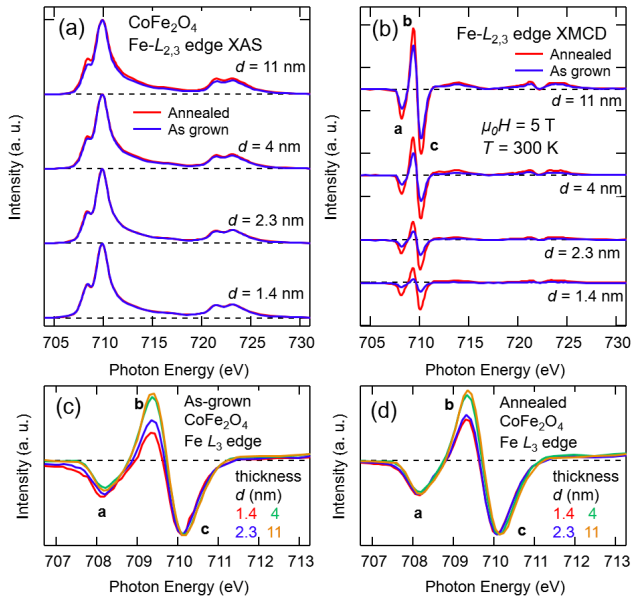 (a)
CoFe2O4
Fe-L2,3 edge XAS
d = 11 nm
Annealed
As grown
d = 4 nm
d = 2.3 nm
d = 1.4 nm
Intensity (a. u.)
705 710 715 720 725 730
Photon Energy (eV)
(b)
b
Fe-L2,3 edge XMCD
Annealed
As grown
d = 11 nm
a
c
μ0H = 5 T
T = 300 K
d = 4 nm
d = 2.3 nm
d = 1.4 nm
Intensity (a. u.)
705 710 715 720 725 730
Photon Energy (eV)
(c)
b
As-grown
CoFe2O4
Fe L3 edge
thickness
d (nm)
1.4 4
2.3 11
a
c
Intensity (a. u.)
707 708 709 710 711 712 713
Photon Energy (eV)
(d)
b
Annealed
CoFe2O4
Fe L3 edge
thickness
d (nm)
1.4 4
2.3 11
a
c
Intensity (a. u.)
707 708 709 710 711 712 713
Photon Energy (eV)